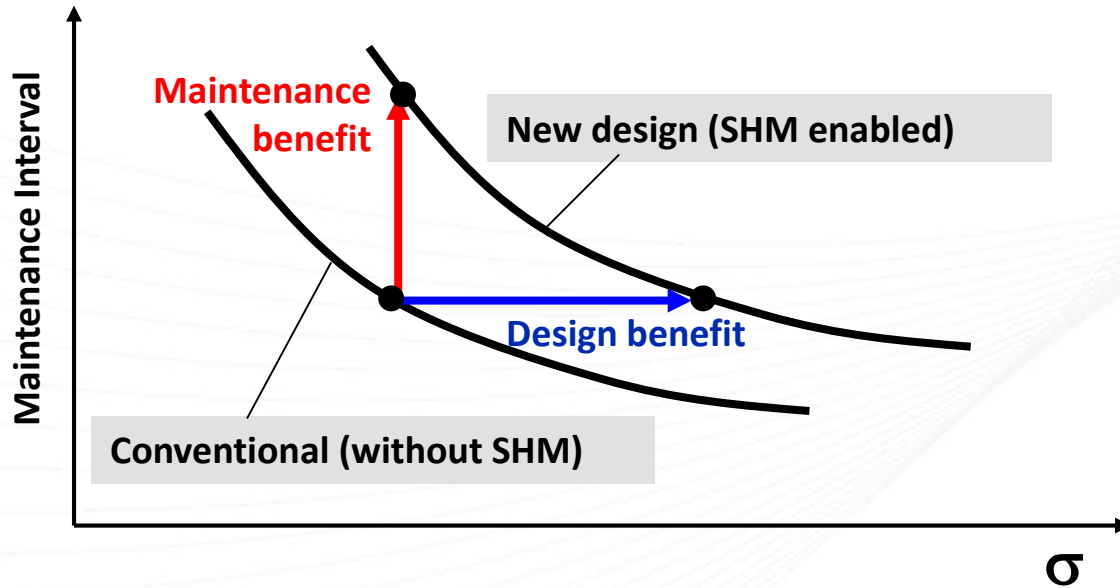 Maintenance Interval
Maintenance
benefit
New design (SHM enabled)
Design benefit
Conventional (without SHM)
σ